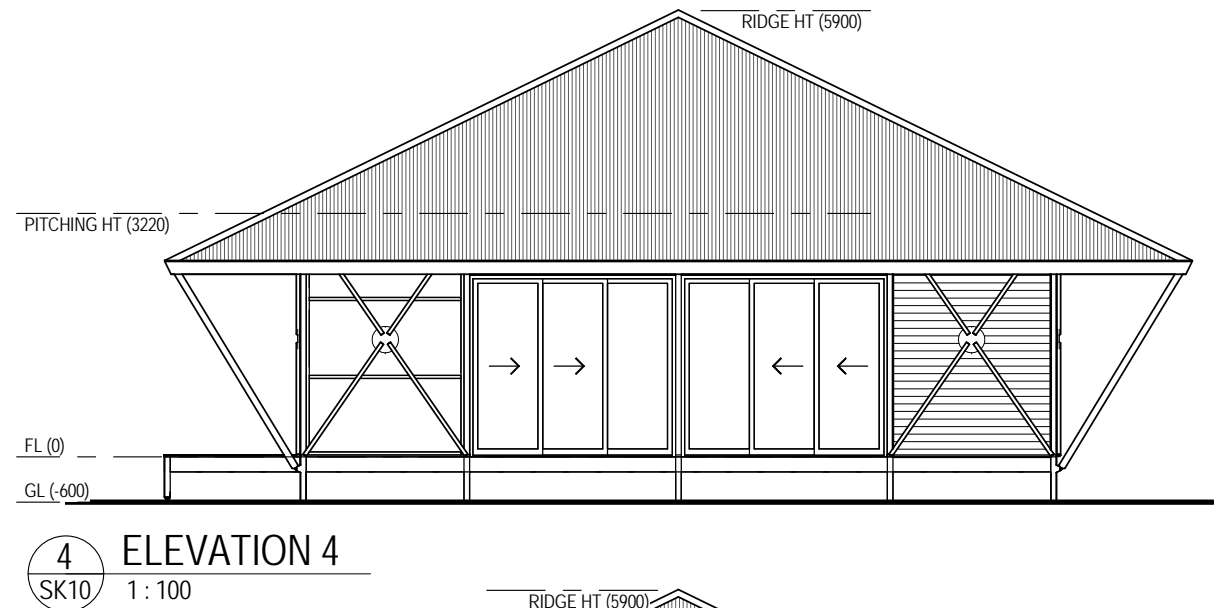 RIDGE HT (5900)
PITCHING HT (3220)
FL (0)
GL (-600)
4 ELEVATION 4
SK10 1 : 100
RIDGE HT (5900)